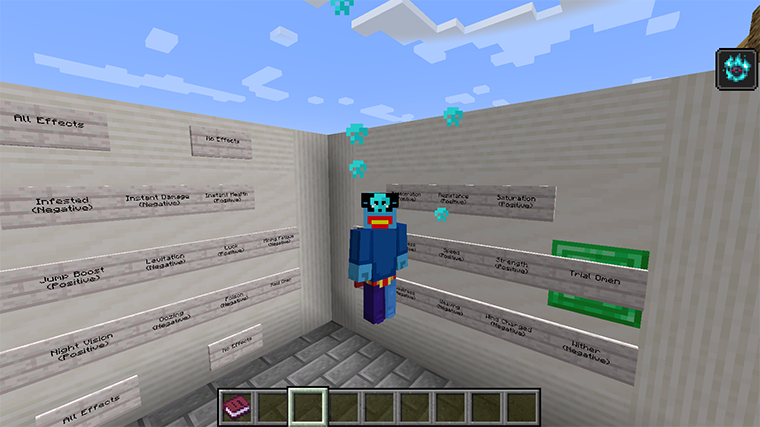 All Effects
No Effects
Infested
(Negative)
Instant Damage
(Negative)
Instant Health
(Positive)
Jump Boost
(Positive)
Levitation
(Negative)
Luck
(Positive)
Mining Fatigue
(Negative)
Night Vision
(Positive)
Oozing
(Negative)
Poison
(Negative)
Raid Omen
All Effects
No Effects
Resistance
(Positive)
Saturation
(Positive)
Speed
(Positive)
Strength
(Positive)
Trial Omen
Weaving
(Negative)
Wind Charged
(Negative)
Wither
(Negative)